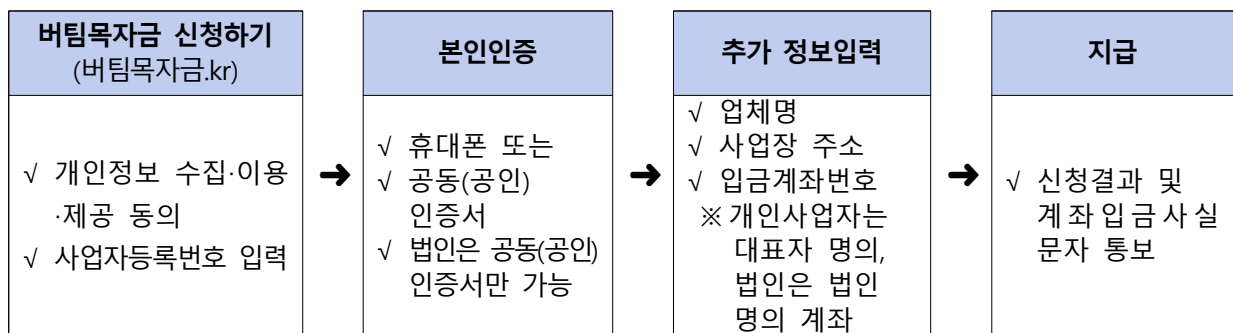 버팀목자금 신청하기
(버팀목자금.kr)
√ 개인정보 수집·이용
·제공 동의
√ 사업자등록번호 입력
➜
본인인증
√ 휴대폰 또는
√ 공동(공인)
인증서
√ 법인은 공동(공인)
인증서만 가능
➜
추가 정보입력
√ 업체명
√ 사업장 주소
√ 입금계좌번호
※ 개인사업자는
대표자 명의,
법인은 법인
명의 계좌
➜
지급
√ 신청결과 및
계좌입금사실
문자 통보